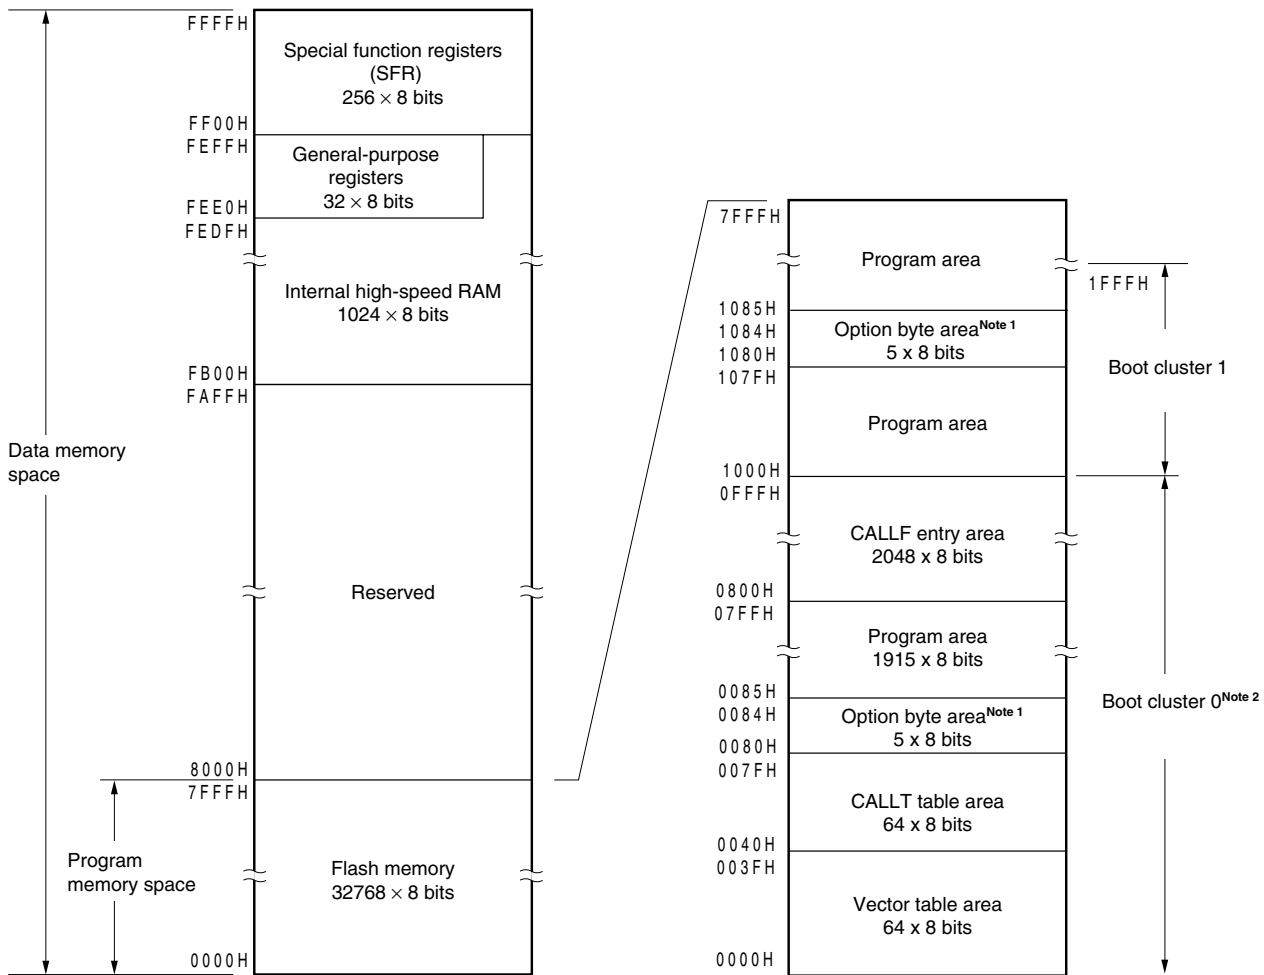 FFFFH
Special function registers
(SFR)
256 × 8 bits
FF00H
FEFFH
General-purpose
registers
32 × 8 bits
FEE0H
FEDFH
Internal high-speed RAM
1024 × 8 bits
FB00H
FAFFH
Data memory
space
Reserved
8000H
7FFFH
Program
memory space
Flash memory
32768 × 8 bits
0000H
7FFFH
Program area
1FFFH
1085H
1084H
Option byte area Note 1
5 x 8 bits
1080H
107FH
Boot cluster 1
Program area
1000H
0FFFH
CALLF entry area
2048 x 8 bits
0800H
07FFH
Program area
1915 x 8 bits
0085H
0084H
Option byte area Note 1
5 x 8 bits
Boot cluster 0 Note 2
0080H
007FH
CALLT table area
64 x 8 bits
0040H
003FH
Vector table area
64 x 8 bits
0000H